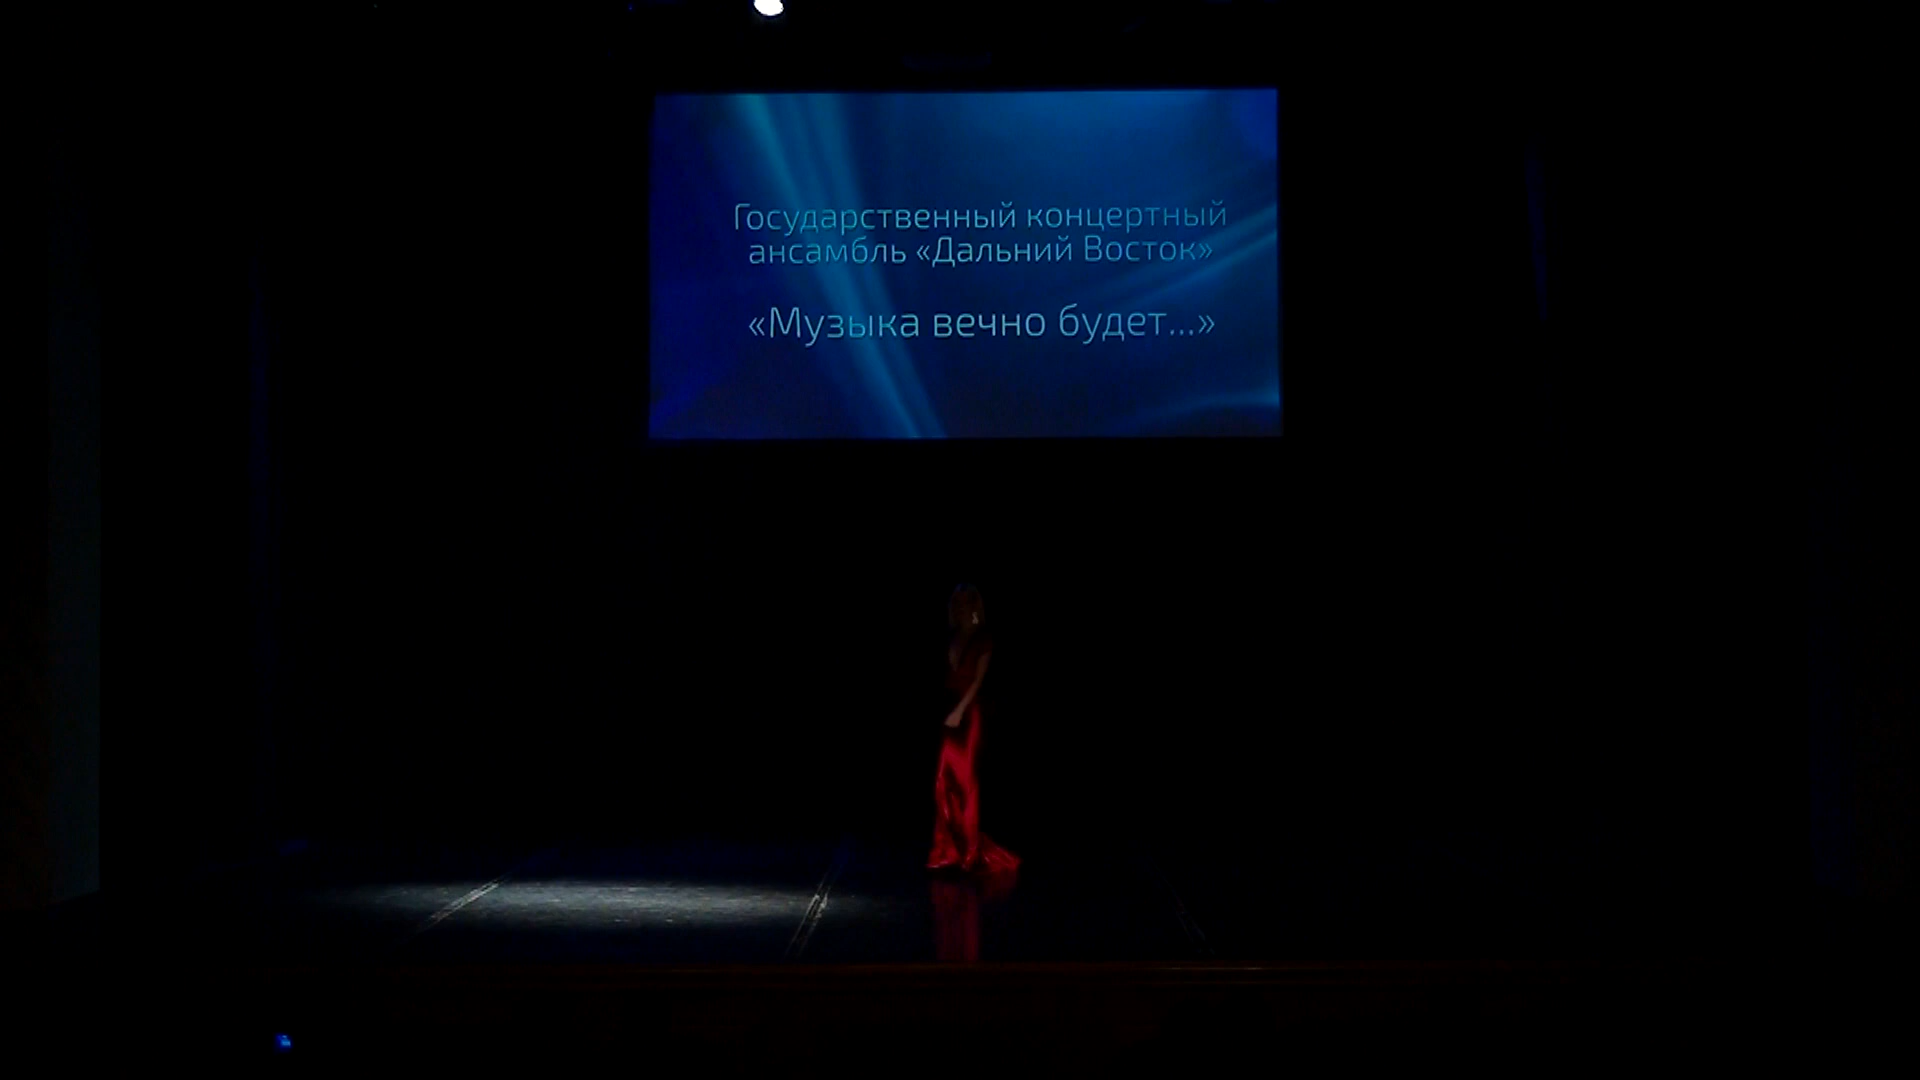 Государственный концертный
ансамбль «Дальний Восток»
«Музыка вечно будет...»